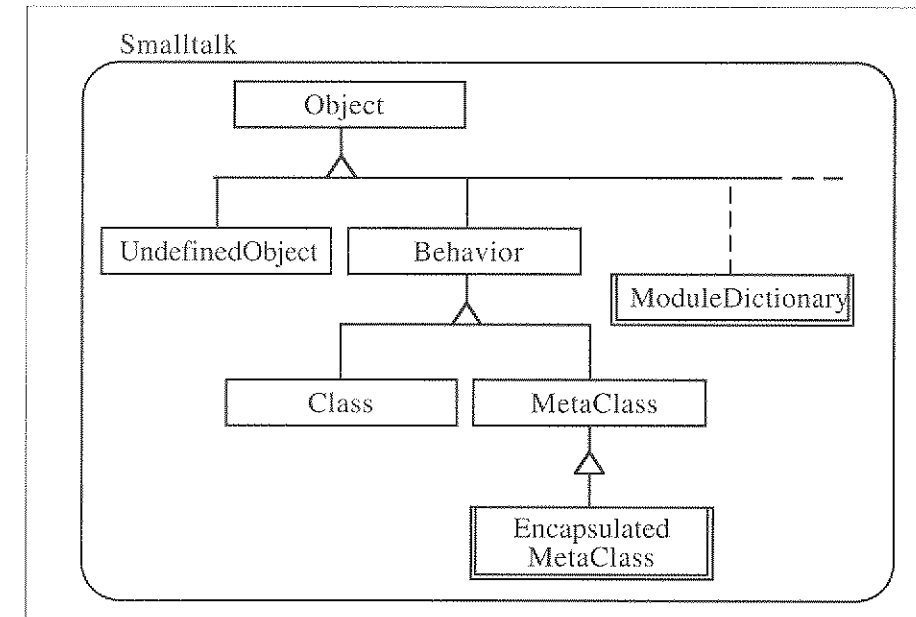 Smalltalk
Object
UndefinedObject
Behavior
ModuleDictionary
Class
MetaClass
Encapsulated
MetaClass